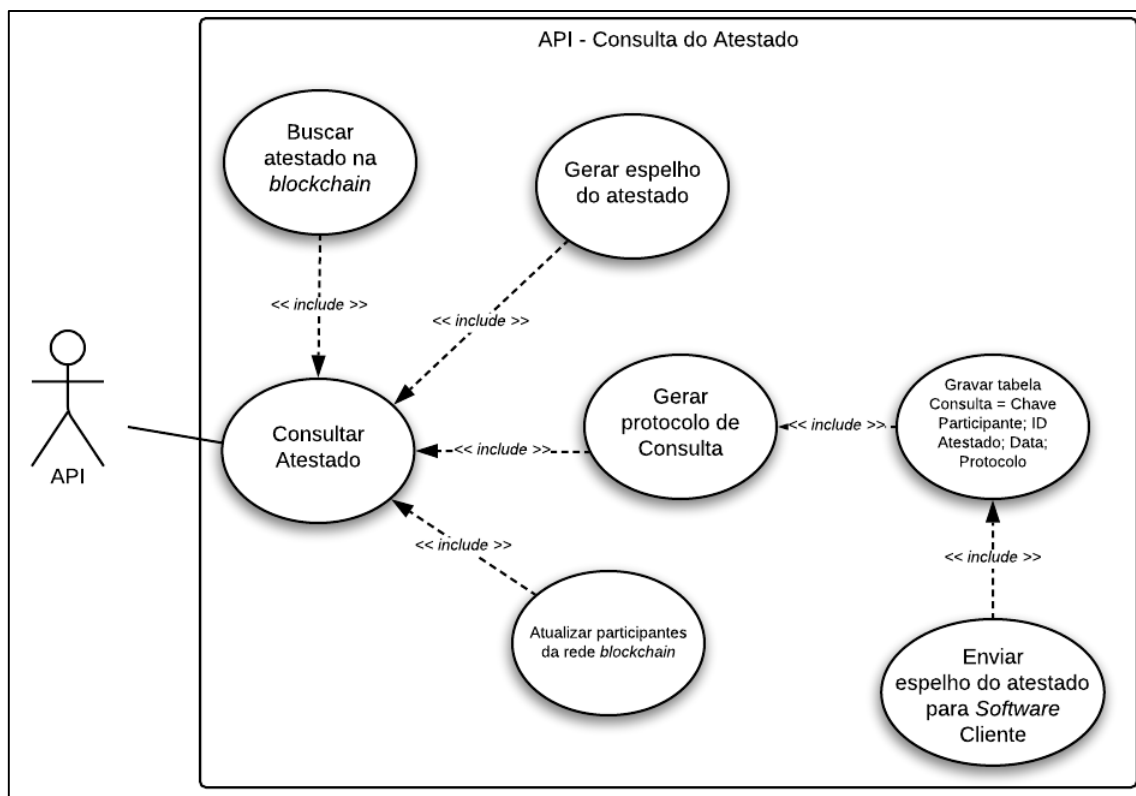 API - Consulta do Atestado
Buscar
atestado na
blockchain
Gerar espelho
do atestado
<< include >>
<< include >>
API
Consultar
Atestado
<< include >>
Gerar
protocolo de
Consulta
<< include >>
Gravar tabela
Consulta = Chave
Participante; ID
Atestado; Data;
Protocolo
<< include >>
<< include >>
Atualizar participantes
da rede blockchain
Enviar
espelho do atestado
para Software
Cliente